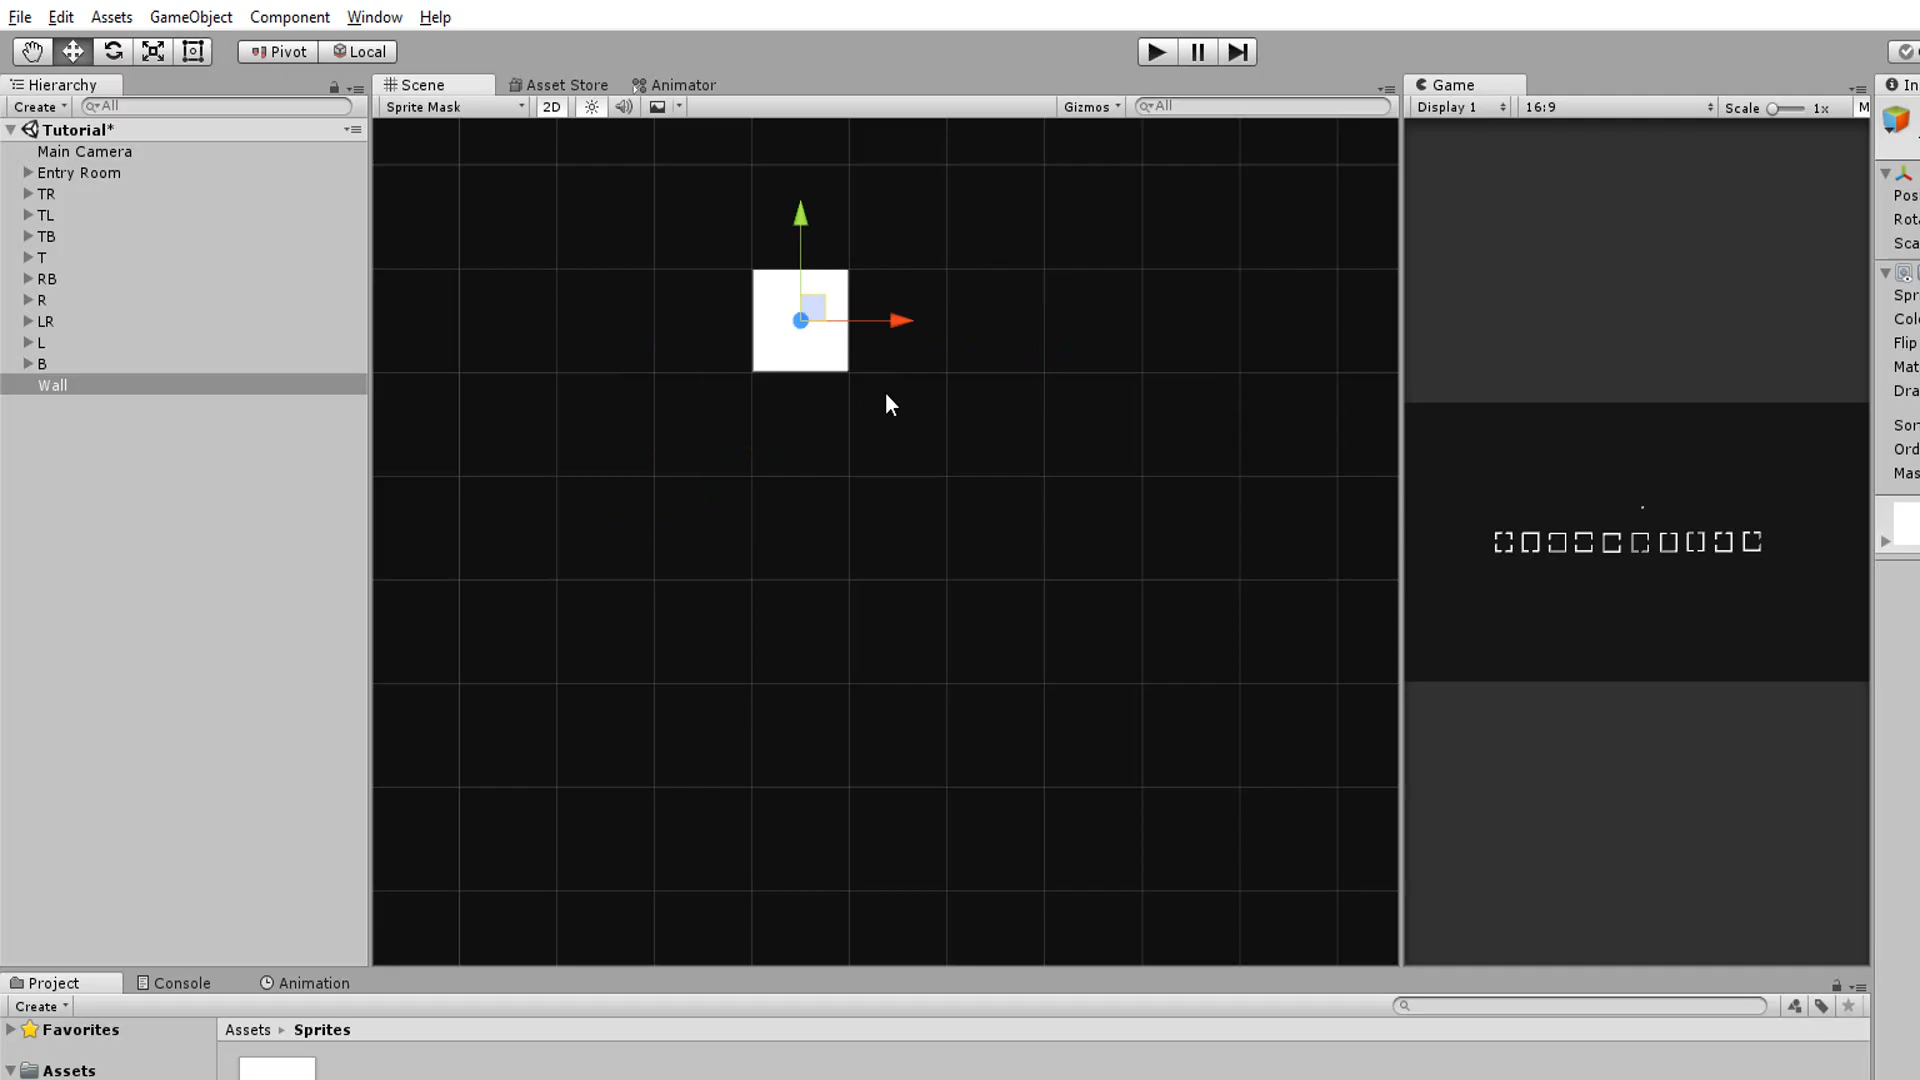 File Edit Assets GameObject Component Window Help
Pivot Local
Hierarchy
Create All
Tutorial*
Main Camera
Entry Room
TR
TL
TB
T
RB
R
LR
L
B
Wall
Scene Asset Store Animator
Sprite Mask 2D Gizmos All
Game
Display 1 16:9 Scale 1x M
In
Pos
Rot
Sca
Spr
Col
Flip
Mat
Dra
Sor
Ord
Mas
Project Console Animation
Create
Favorites
Assets
Assets Sprites